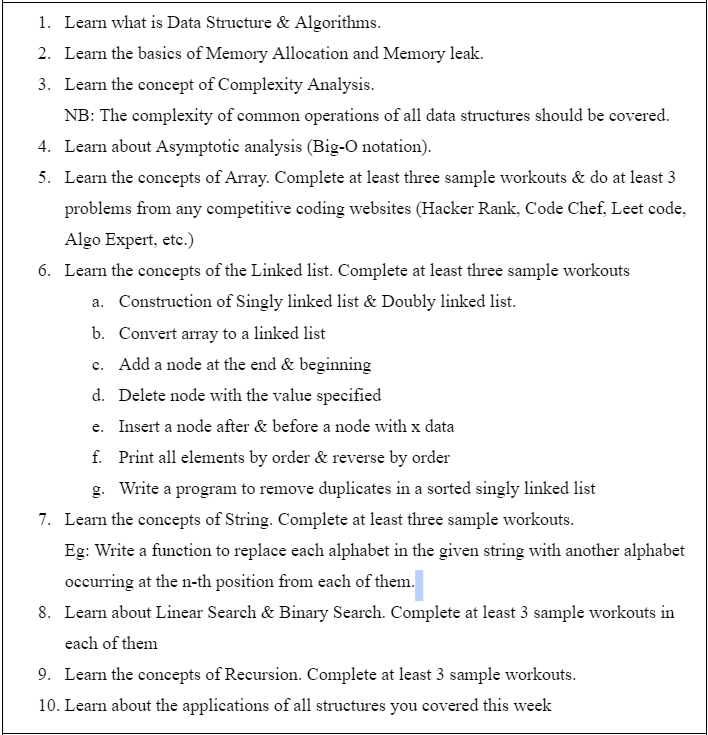 1. Learn what is Data Structure & Algorithms.
2. Learn the basics of Memory Allocation and Memory leak.
3. Learn the concept of Complexity Analysis.
NB: The complexity of common operations of all data structures should be covered.
4. Learn about Asymptotic analysis (Big-O notation).
5. Learn the concepts of Array. Complete at least three sample workouts & do at least 3
problems from any competitive coding websites (Hacker Rank, Code Chef, Leet code,
Algo Expert, etc.)
6. Learn the concepts of the Linked list. Complete at least three sample workouts
a. Construction of Singly linked list & Doubly linked list.
b. Convert array to a linked list
c. Add a node at the end & beginning
d. Delete node with the value specified
e. Insert a node after & before a node with x data
f. Print all elements by order & reverse by order
g. Write a program to remove duplicates in a sorted singly linked list
7. Learn the concepts of String. Complete at least three sample workouts.
Eg: Write a function to replace each alphabet in the given string with another alphabet
occurring at the n-th position from each of them.
8. Learn about Linear Search & Binary Search. Complete at least 3 sample workouts in
each of them
9. Learn the concepts of Recursion. Complete at least 3 sample workouts.
10. Learn about the applications of all structures you covered this week